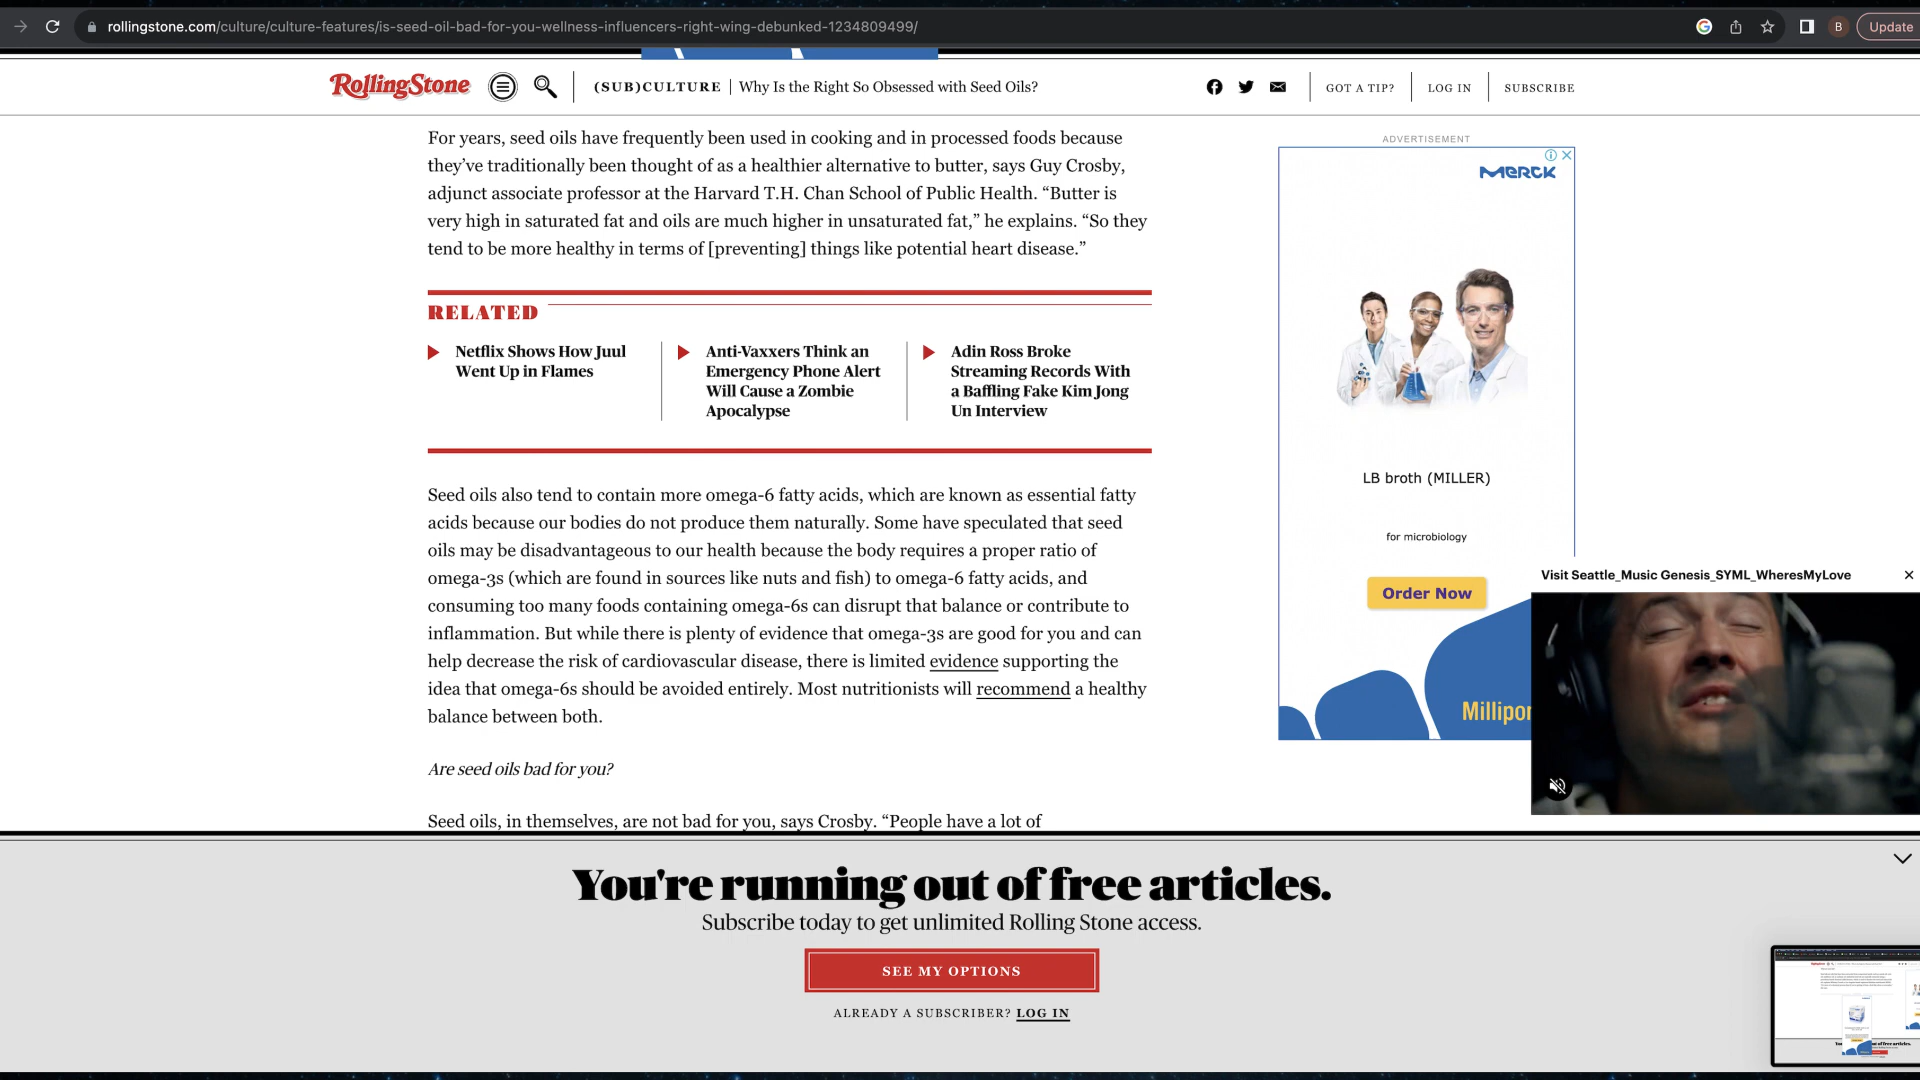 rollingstone.com/culture/culture-features/is-seed-oil-bad-for-you-wellness-influencers-right-wing-debunked-1234809499/
B
Update
RollingStone
(SUB)CULTURE | Why Is the Right So Obsessed with Seed Oils?
GOT A TIP?
LOG IN
SUBSCRIBE
For years, seed oils have frequently been used in cooking and in processed foods because
they’ve traditionally been thought of as a healthier alternative to butter, says Guy Crosby,
adjunct associate professor at the Harvard T.H. Chan School of Public Health. “Butter is
very high in saturated fat and oils are much higher in unsaturated fat,” he explains. “So they
tend to be more healthy in terms of [preventing] things like potential heart disease.”
RELATED
Netflix Shows How Juul
Went Up in Flames
Anti-Vaxxers Think an
Emergency Phone Alert
Will Cause a Zombie
Apocalypse
Adin Ross Broke
Streaming Records With
a Baffling Fake Kim Jong
Un Interview
Seed oils also tend to contain more omega-6 fatty acids, which are known as essential fatty
acids because our bodies do not produce them naturally. Some have speculated that seed
oils may be disadvantageous to our health because the body requires a proper ratio of
omega-3s (which are found in sources like nuts and fish) to omega-6 fatty acids, and
consuming too many foods containing omega-6s can disrupt that balance or contribute to
inflammation. But while there is plenty of evidence that omega-3s are good for you and can
help decrease the risk of cardiovascular disease, there is limited evidence supporting the
idea that omega-6s should be avoided entirely. Most nutritionists will recommend a healthy
balance between both.
Are seed oils bad for you?
Seed oils, in themselves, are not bad for you, says Crosby. “People have a lot of
ADVERTISEMENT
MERCK
LB broth (MILLER)
for microbiology
Order Now
Millipor
Visit Seattle_Music Genesis_SYML_WheresMyLove
You're running out of free articles.
Subscribe today to get unlimited Rolling Stone access.
SEE MY OPTIONS
ALREADY A SUBSCRIBER? LOG IN